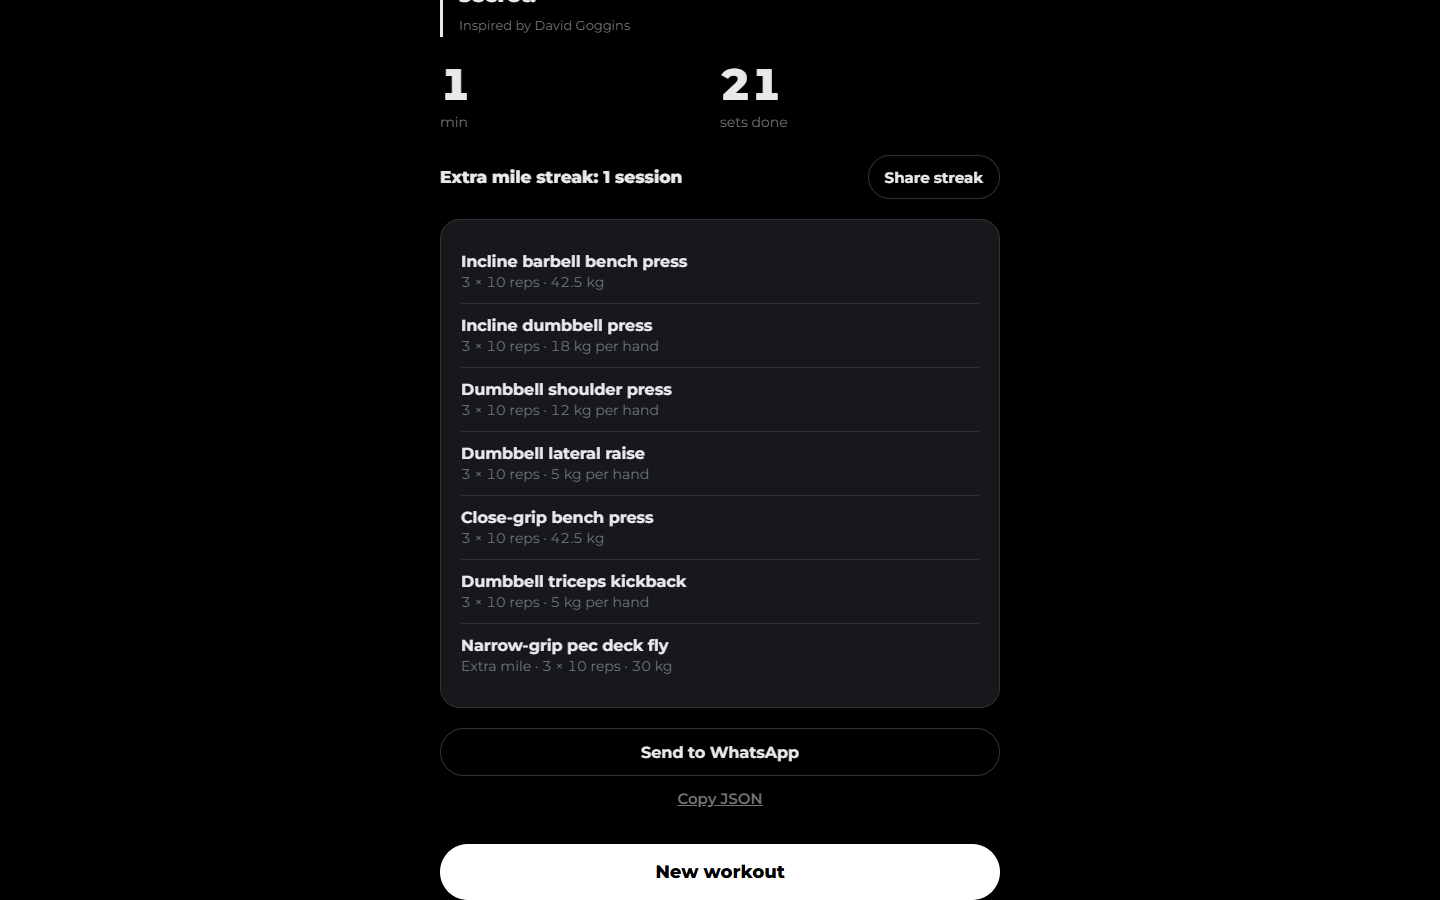 Inspired by David Goggins
1
min
21
sets done
Extra mile streak: 1 session
Share streak
Incline barbell bench press
3 × 10 reps · 42.5 kg
Incline dumbbell press
3 × 10 reps · 18 kg per hand
Dumbbell shoulder press
3 × 10 reps · 12 kg per hand
Dumbbell lateral raise
3 × 10 reps · 5 kg per hand
Close-grip bench press
3 × 10 reps · 42.5 kg
Dumbbell triceps kickback
3 × 10 reps · 5 kg per hand
Narrow-grip pec deck fly
Extra mile · 3 × 10 reps · 30 kg
Send to WhatsApp
Copy JSON
New workout